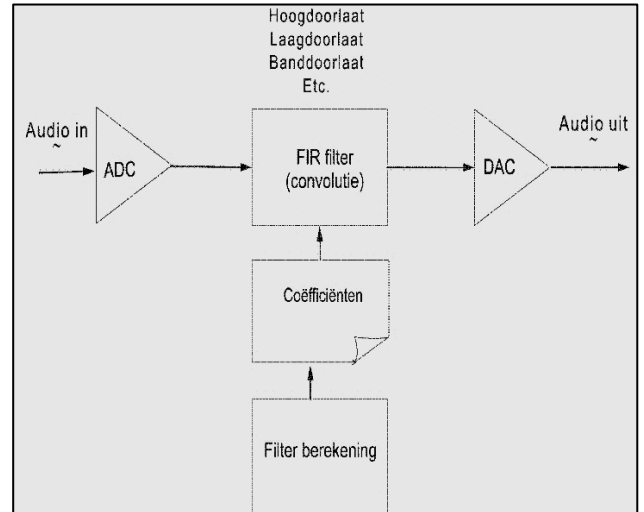 Hoogdoorlaat
Laagdoorlaat
Banddoorlaat
Etc.
Audio in
~
ADC
FIR filter
(convolutie)
DAC
Audio uit
~
Coëfficiënten
Filter berekening